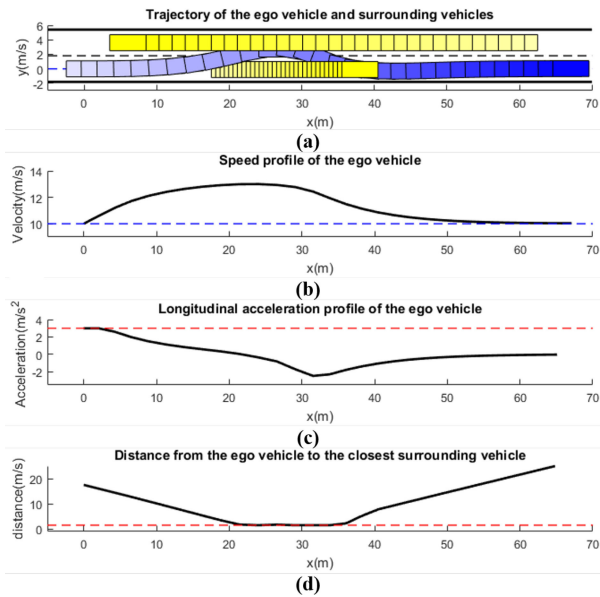 Trajectory of the ego vehicle and surrounding vehicles
y(m/s)
6
4
2
0
-2
0 10 20 30 40 50 60 70
x(m)
(a)
Speed profile of the ego vehicle
Velocity(m/s)
14
12
10
0 10 20 30 40 50 60 70
x(m)
(b)
Longitudinal acceleration profile of the ego vehicle
Acceleration(m/s²
4
2
0
-2
0 10 20 30 40 50 60 70
x(m)
(c)
Distance from the ego vehicle to the closest surrounding vehicle
distance(m/s)
20
10
0
0 10 20 30 40 50 60 70
x(m)
(d)